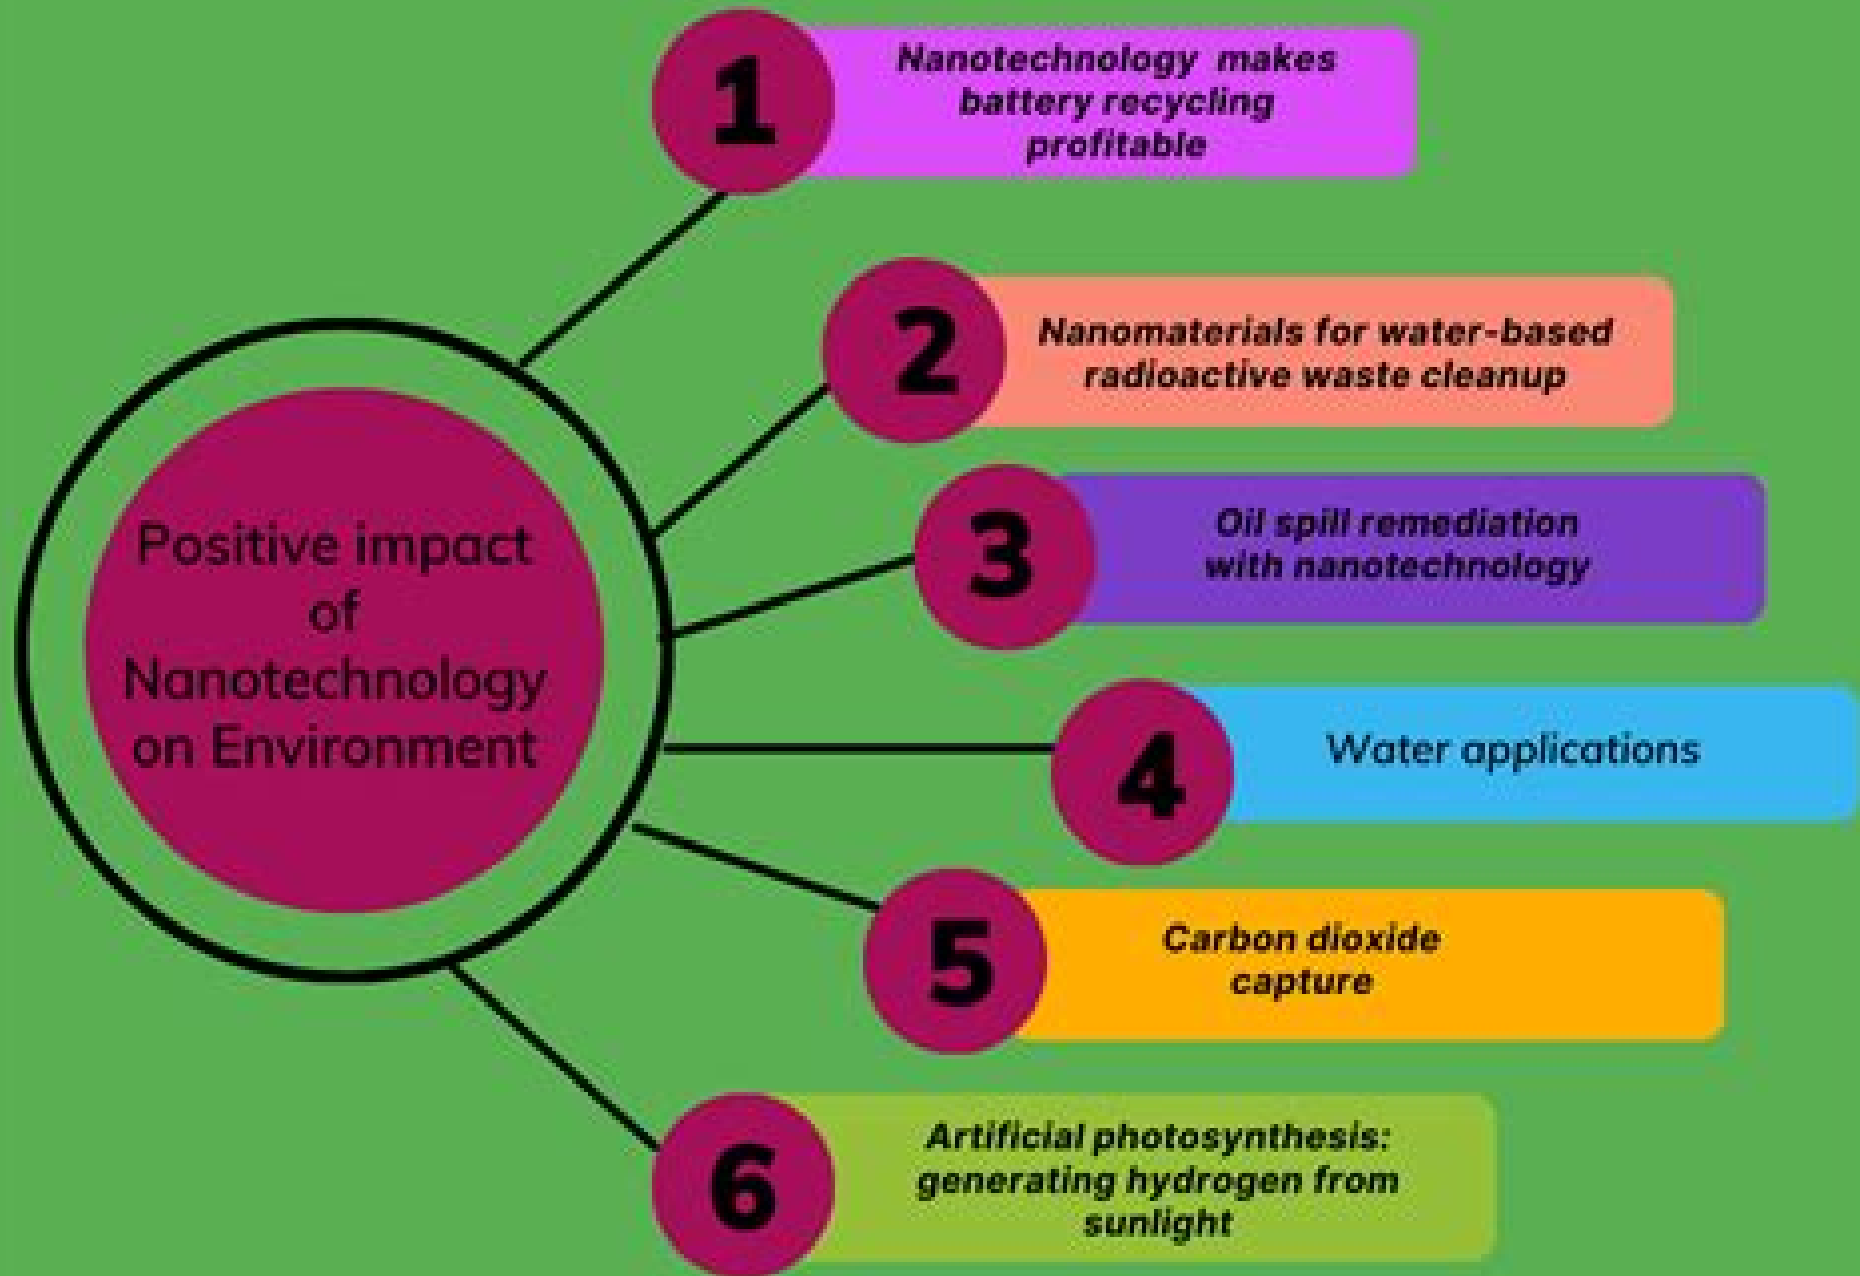 Positive impact
of
Nanotechnology
on Environment
1
Nanotechnology makes
battery recycling
profitable
2
Nanomaterials for water-based
radioactive waste cleanup
3
Oil spill remediation
with nanotechnology
4
Water applications
5
Carbon dioxide
capture
6
Artificial photosynthesis:
generating hydrogen from
sunlight